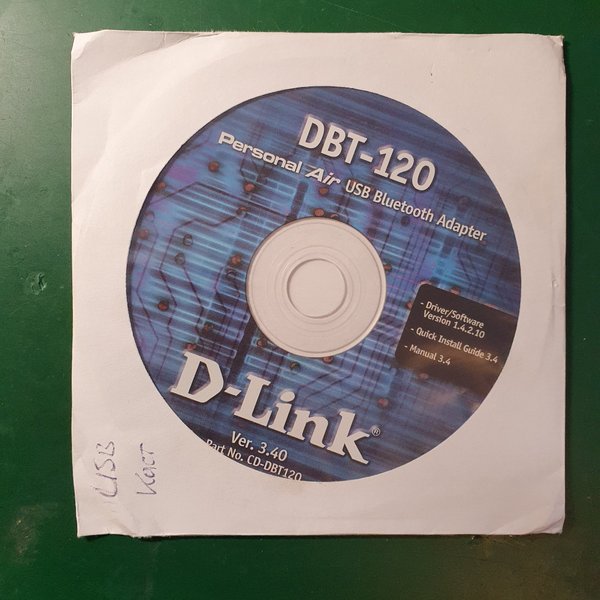 DBT-120
Personal Air USB Bluetooth Adapter
- Driver/Software
Version 1.4.2.10
- Quick Install Guide 3.4
- Manual 3.4
D-Link®
Ver. 3.40
Part No. CD-DBT120
USB